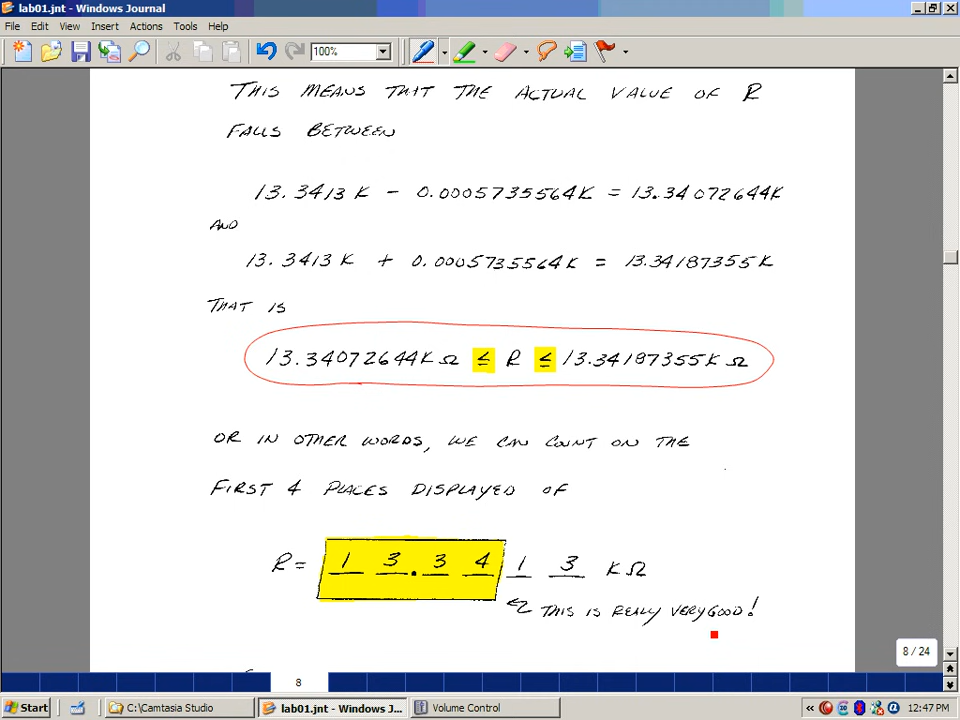 lab01.jnt - Windows Journal
File Edit View Insert Actions Tools Help
100%
THIS MEANS THAT THE ACTUAL VALUE OF R
FALLS BETWEEN
13.3413 K - 0.0005735564K = 13.34072644K
AND
13.3413 K + 0.0005735564K = 13.34187355K
THAT IS
13.34072644K Ω ≤ R ≤ 13.34187355K Ω
OR IN OTHER WORDS, WE CAN COUNT ON THE
FIRST 4 PLACES DISPLAYED OF
R= 1 3.3 4 1 3 K Ω
THIS IS REALLY VERY GOOD!
8 / 24
8
Start C:\Camtasia Studio lab01.jnt - Windows J... Volume Control 12:47 PM